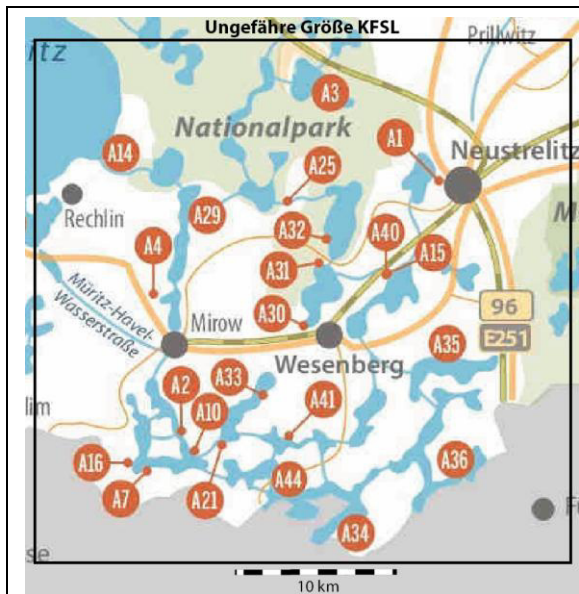 Ungefähre Größe KFSL
itz
Prillwitz
A3
Nationalpark
A14
A1
Neustrelitz
A25
Rechlin
A29
M
A32
A40
A15
A4
A31
Müritz-Havel-
Wasserstraße
96
A30
E251
Mirow
Wesenberg
A35
A33
A2
A41
lim
A10
A16
A36
A7
A21
A44
A34
Fü
se
10 km